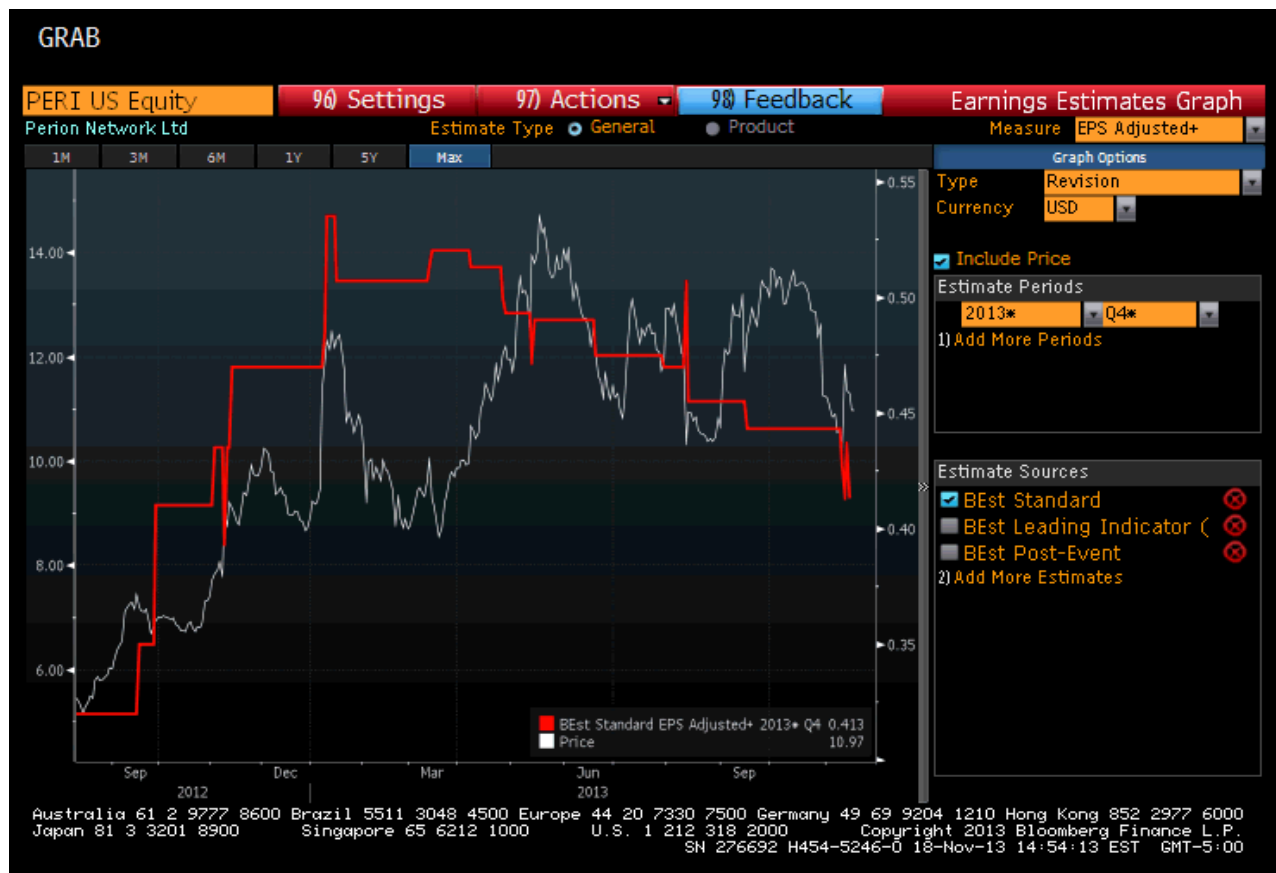 GRAB
PERI US Equity 96) Settings 97) Actions 98) Feedback Earnings Estimates Graph
Perion Network Ltd Estimate Type General Product Measure EPS Adjusted+
1M 3M 6M 1Y 5Y Max Graph Options
Type Revision
Currency USD
Include Price
Estimate Periods
2013* Q4*
1) Add More Periods
Estimate Sources
BEst Standard
BEst Leading Indicator (
BEst Post-Event
2) Add More Estimates
14.00
12.00
10.00
8.00
6.00
0.55
0.50
0.45
0.40
0.35
»
BEst Standard EPS Adjusted+ 2013* Q4 0.413
Price 10.97
Sep Dec Mar Jun Sep
2012 2013
Australia 61 2 9777 8600 Brazil 5511 3048 4500 Europe 44 20 7330 7500 Germany 49 69 9204 1210 Hong Kong 852 2977 6000
Japan 81 3 3201 8900 Singapore 65 6212 1000 U.S. 1 212 318 2000 Copyright 2013 Bloomberg Finance L.P.
SN 276692 H454-5246-0 18-Nov-13 14:54:13 EST GMT-5:00